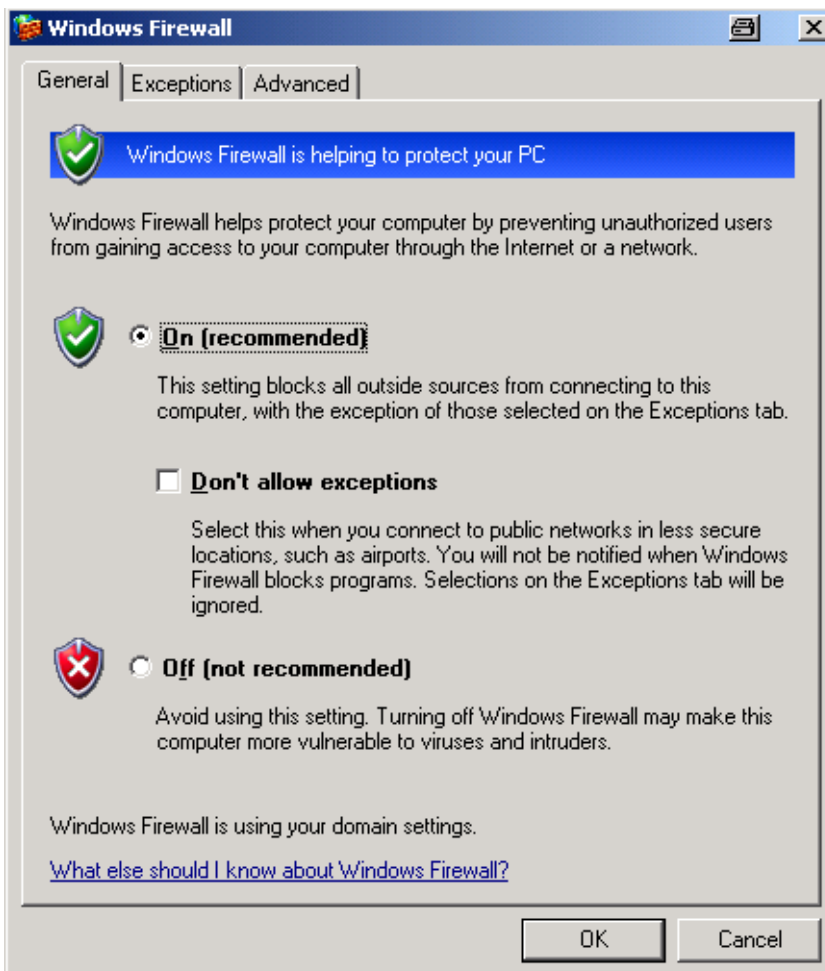 Windows Firewall
General
Exceptions
Advanced
Windows Firewall is helping to protect your PC
Windows Firewall helps protect your computer by preventing unauthorized users
from gaining access to your computer through the Internet or a network.
On (recommended)
This setting blocks all outside sources from connecting to this
computer, with the exception of those selected on the Exceptions tab.
Don't allow exceptions
Select this when you connect to public networks in less secure
locations, such as airports. You will not be notified when Windows
Firewall blocks programs. Selections on the Exceptions tab will be
ignored.
Off (not recommended)
Avoid using this setting. Turning off Windows Firewall may make this
computer more vulnerable to viruses and intruders.
Windows Firewall is using your domain settings.
What else should I know about Windows Firewall?
OK
Cancel